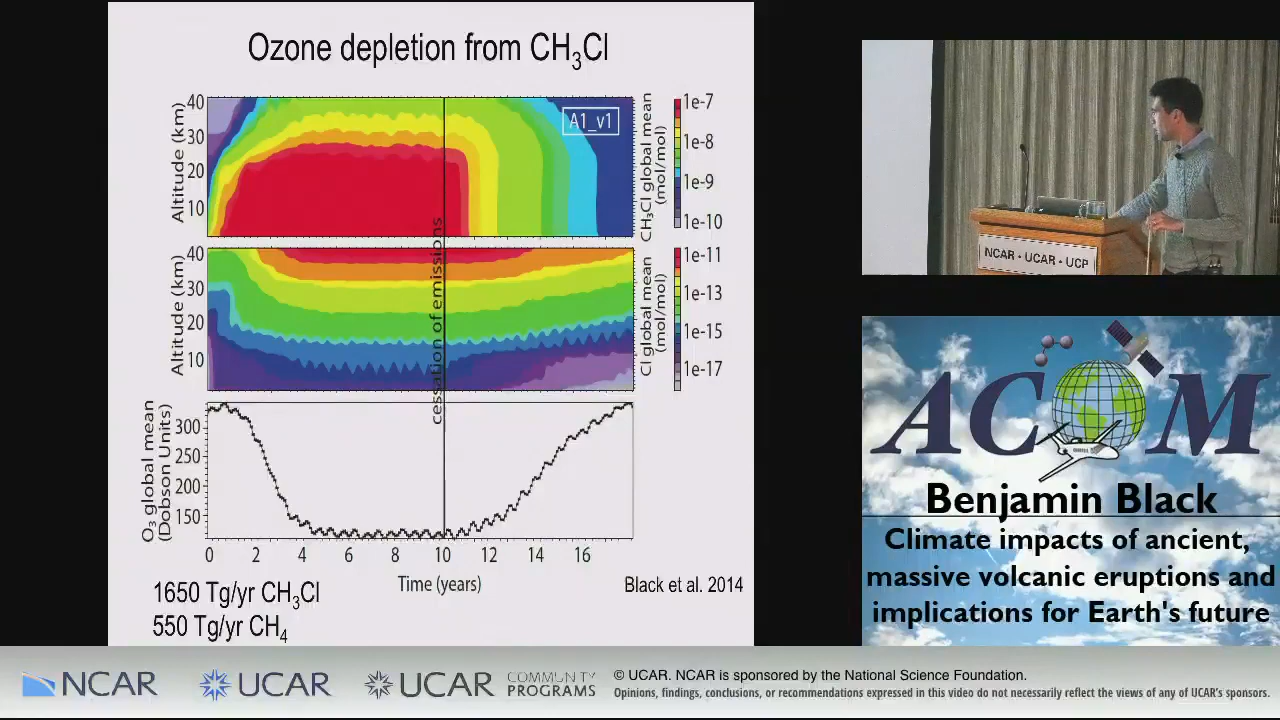 Ozone depletion from CH₃Cl
40
30
20
10
Altitude (km)
A1_v1
CH₃Cl global mean
(mol/mol)
1e-7
1e-8
1e-9
1e-10
40
30
20
10
Altitude (km)
cessation of emissions
Cl global mean
(mol/mol)
1e-11
1e-13
1e-15
1e-17
O₃ global mean
(Dobson Units)
300
250
200
150
0 2 4 6 8 10 12 14 16
Time (years)
1650 Tg/yr CH₃Cl
550 Tg/yr CH₄
Black et al. 2014
NCAR • UCAR • UCP
ACOM
Benjamin Black
Climate impacts of ancient,
massive volcanic eruptions and
implications for Earth's future
NCAR
UCAR
UCAR
COMMUNITY
PROGRAMS
© UCAR. NCAR is sponsored by the National Science Foundation.
Opinions, findings, conclusions, or recommendations expressed in this video do not necessarily reflect the views of any of UCAR's sponsors.